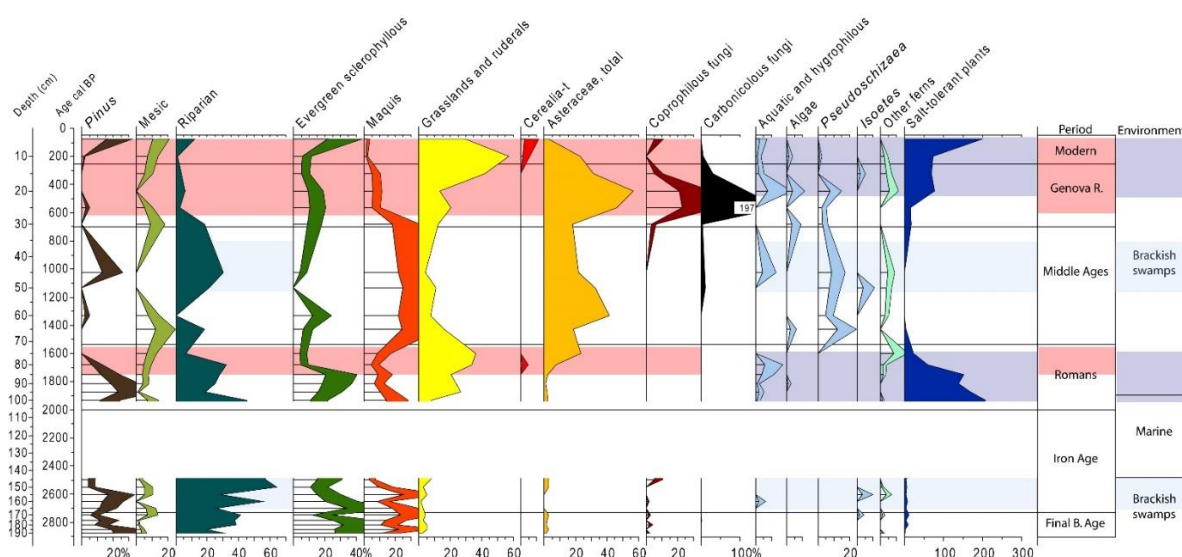 Depth (cm)
Age cal BP
Pinus
Mesic
Riparian
Evergreen sclerophyllous
Maquis
Grasslands and ruderals
Cerealia-t
Asteraceae, total
Coprophilous fungi
Carbonicolous fungi
Aquatic and hygrophilous
Algae
Pseudoschizaea
Isoetes
Other ferns
Salt-tolerant plants
Period
Environment
0
200
400
600
800
1000
1200
1400
1600
1800
2000
2200
2400
2600
2800
10
20
30
40
50
60
70
80
90
100
110
120
130
140
150
160
170
180
190
197
Modern
Genova R.
Middle Ages
Romans
Iron Age
Final B. Age
Brackish
swamps
Marine
Brackish
swamps
20% 20 20 40 60 20 40% 20 20 40 60 20 20 40 60 20 100% 20 100 200 300